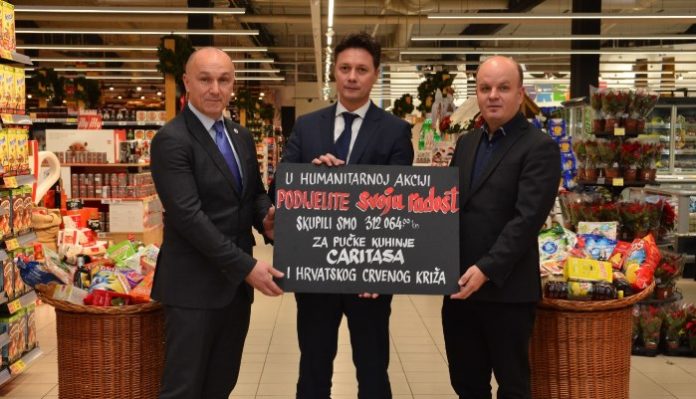 U HUMANITARNOJ AKCIJI
PODIJELITE svoju radost
SKUPILI SMO 312 064,00 kn
ZA PUČKE KUHINJE
CARITASA
I HRVATSKOG CRVENOG KRIŽA